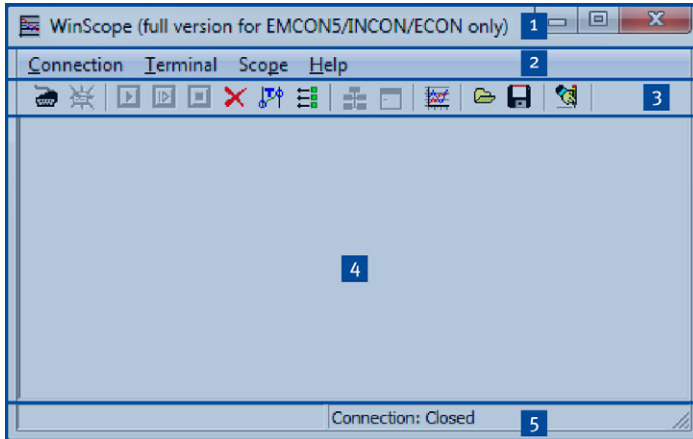 WinScope (full version for EMCON5/INCON/ECON only) 1
Connection Terminal Scope Help 2
3
4
Connection: Closed 5